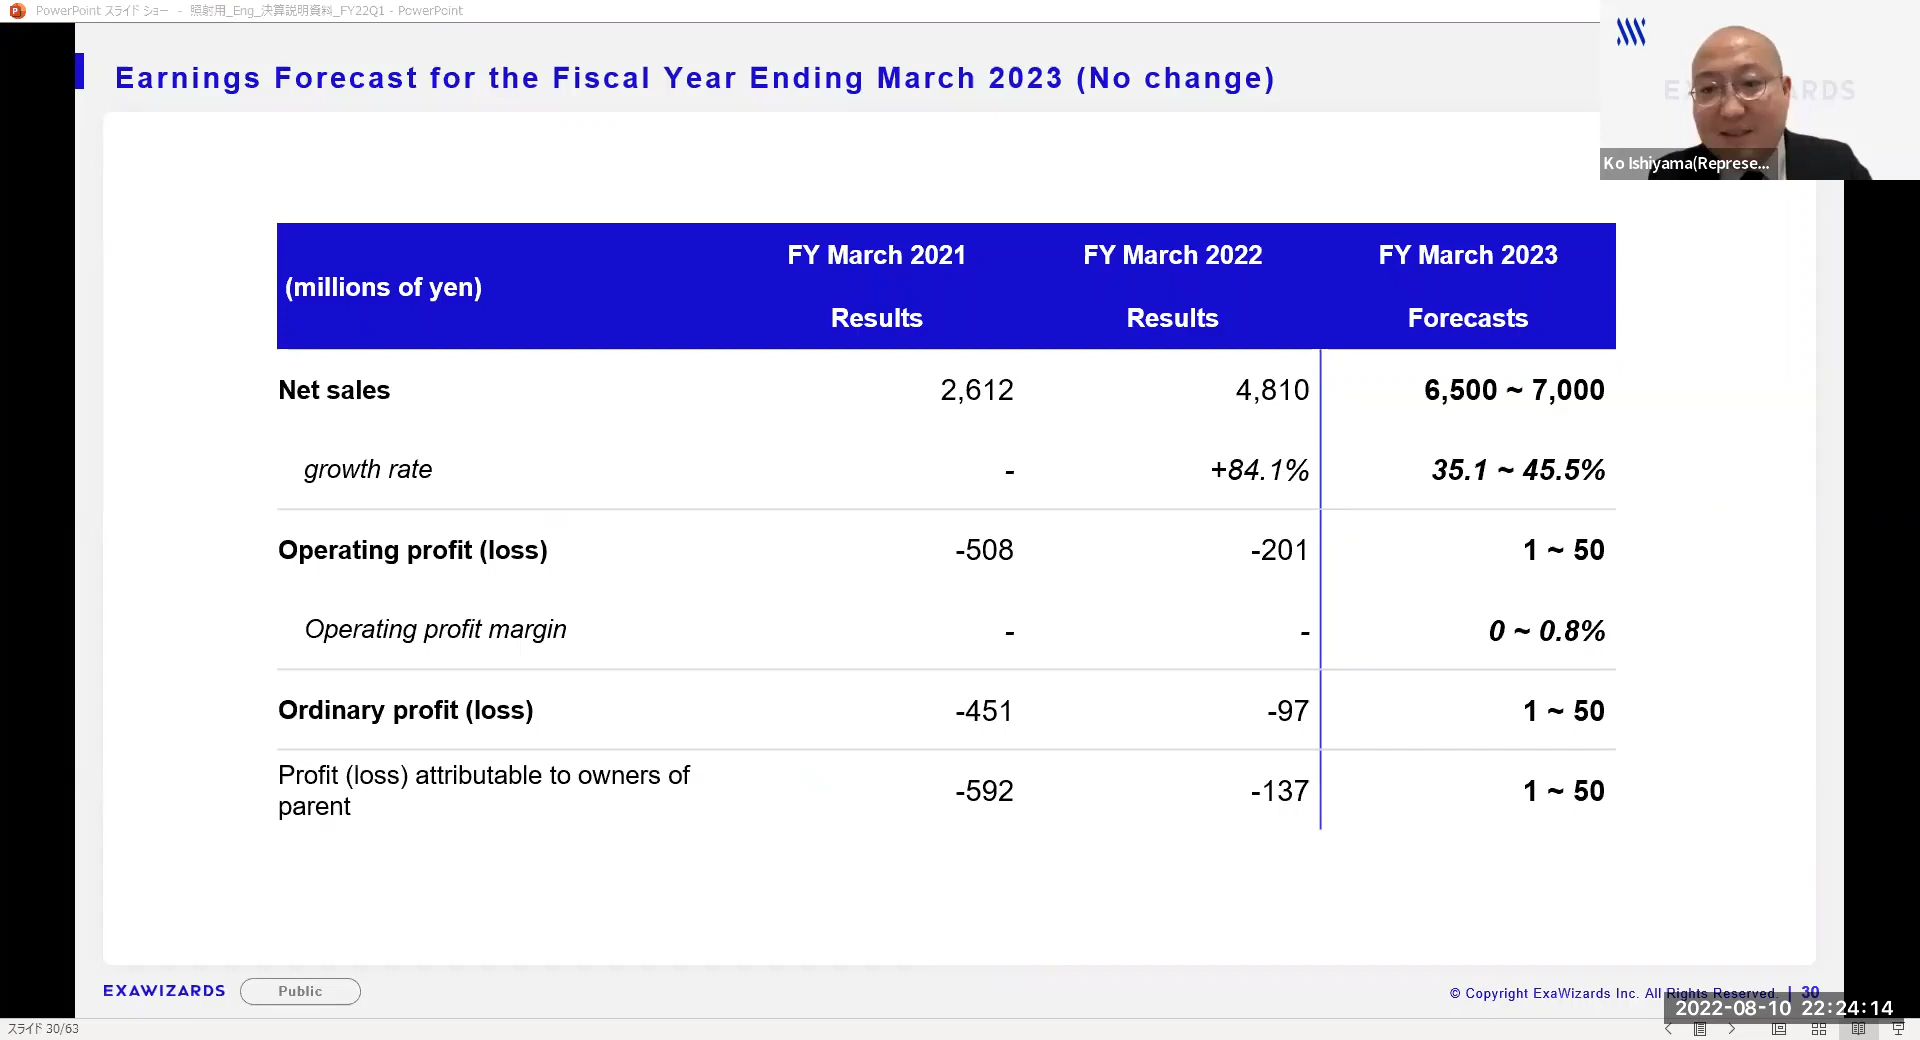 PowerPoint スライド ショー - 照射用_Eng_決算説明資料_FY22Q1 - PowerPoint
Earnings Forecast for the Fiscal Year Ending March 2023 (No change)
Ko Ishiyama(Represe...
(millions of yen)
FY March 2021 FY March 2022 FY March 2023
Results Results Forecasts
Net sales 2,612 4,810 6,500 ~ 7,000
growth rate - +84.1% 35.1 ~ 45.5%
Operating profit (loss) -508 -201 1 ~ 50
Operating profit margin - - 0 ~ 0.8%
Ordinary profit (loss) -451 -97 1 ~ 50
Profit (loss) attributable to owners of
parent -592 -137 1 ~ 50
EXAWIZARDS Public
© Copyright ExaWizards Inc. All Rights Reserved. | 30
2022-08-10 22:24:14
スライド 30/63